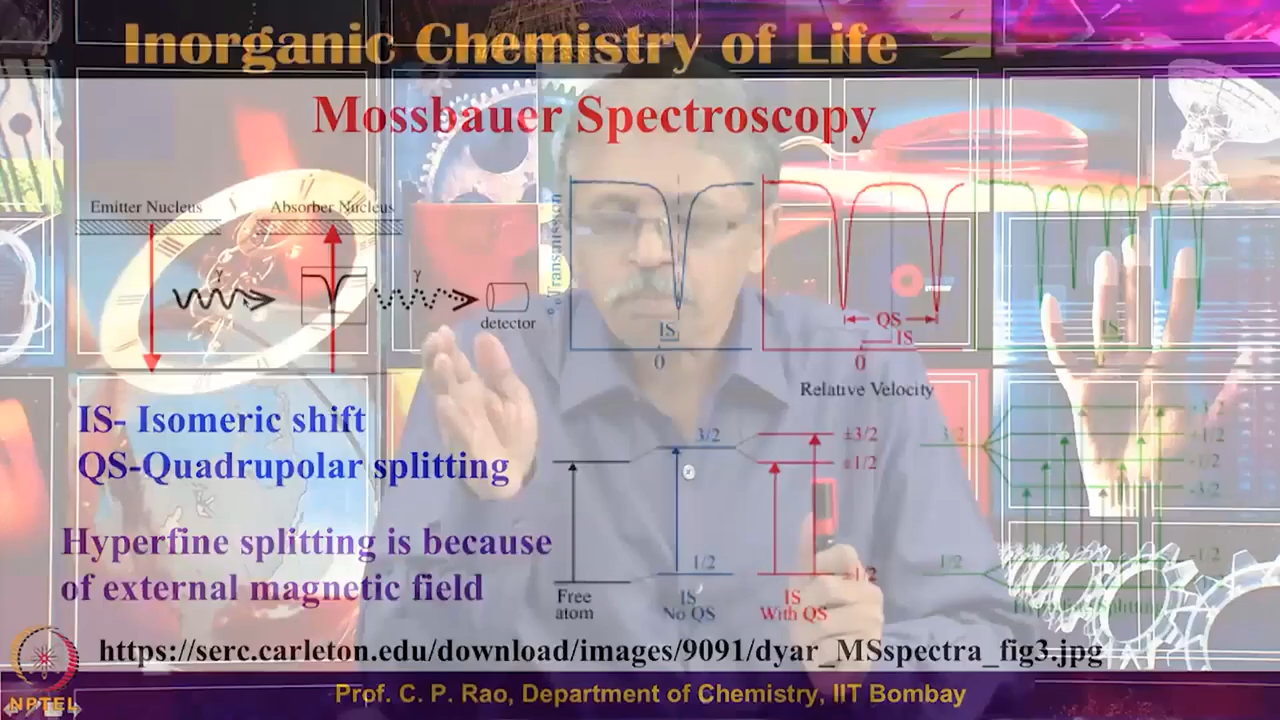 Inorganic Chemistry of Life
Mossbauer Spectroscopy
Emitter Nucleus
Absorber Nucleus
γ
γ
detector
% Transmission
IS
0
QS
IS
0
IS
Relative Velocity
IS- Isomeric shift
QS-Quadrupolar splitting
Hyperfine splitting is because
of external magnetic field
3/2
1/2
±3/2
±1/2
±1/2
3/2
1/2
Free
atom
IS
No QS
IS
With QS
-1/2
-3/2
-1/2
https://serc.carleton.edu/download/images/9091/dyar_MSspectra_fig3.jpg
NPTEL
Prof. C. P. Rao, Department of Chemistry, IIT Bombay